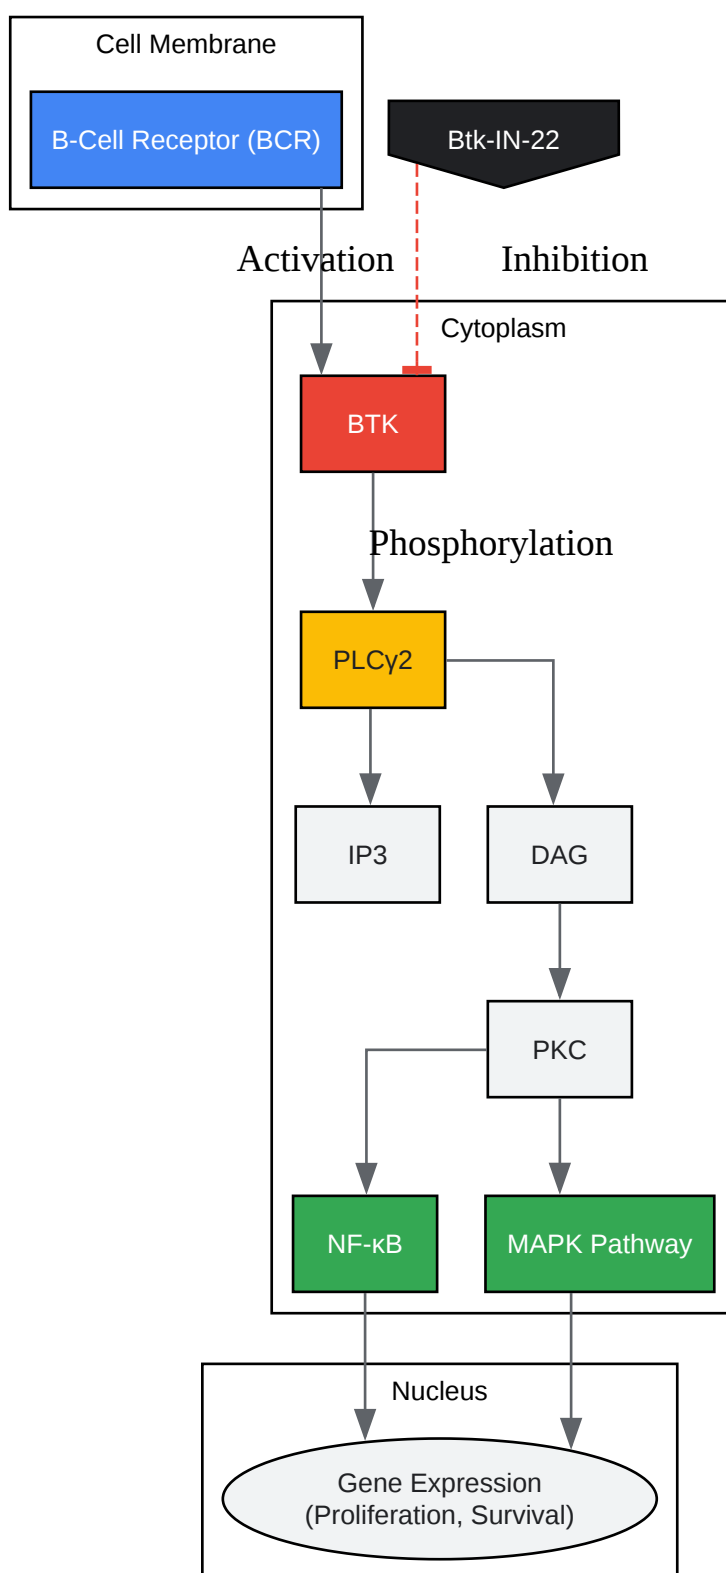 Cell Membrane
B-Cell Receptor (BCR)
Btk-IN-22
Activation
Inhibition
Cytoplasm
BTK
Phosphorylation
PLCγ2
IP3
DAG
PKC
NF-κB
MAPK Pathway
Nucleus
Gene Expression
(Proliferation, Survival)